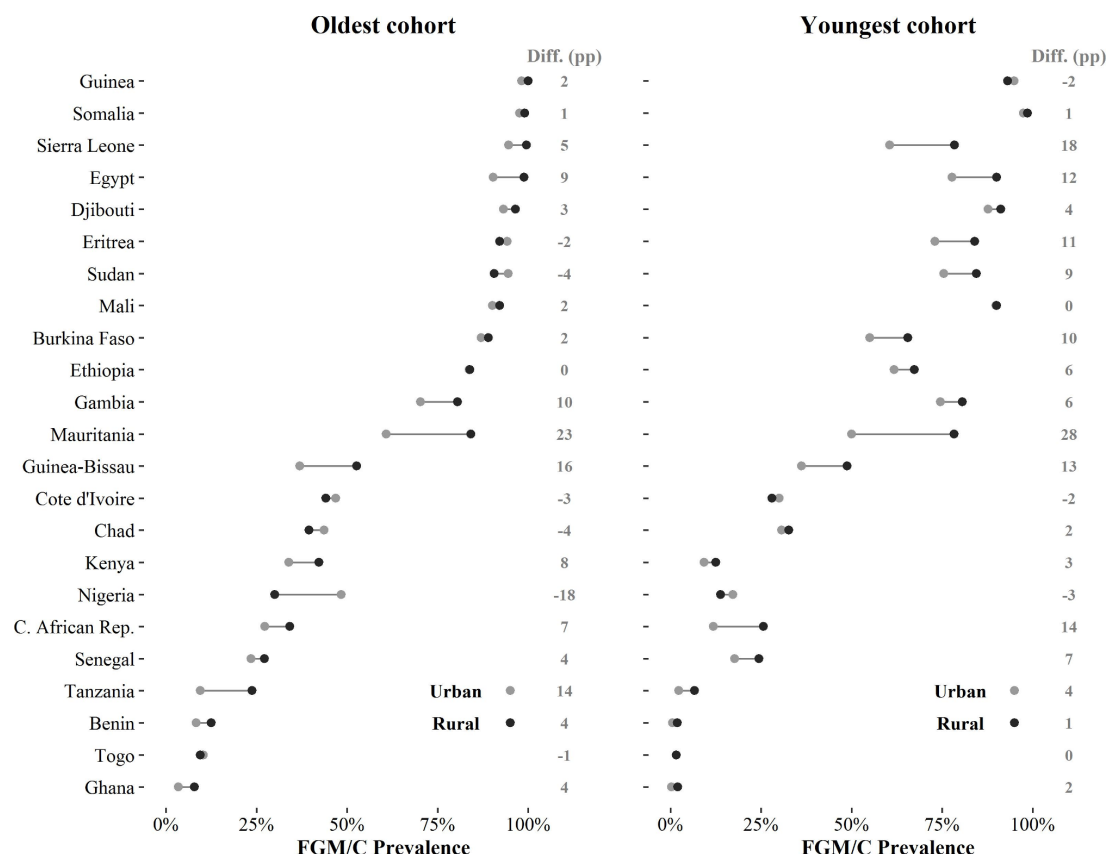 Oldest cohort Youngest cohort
Diff. (pp) Diff. (pp)
Guinea 2 -2
Somalia 1 1
Sierra Leone 5 18
Egypt 9 12
Djibouti 3 4
Eritrea -2 11
Sudan -4 9
Mali 2 0
Burkina Faso 2 10
Ethiopia 0 6
Gambia 10 6
Mauritania 23 28
Guinea-Bissau 16 13
Cote d'Ivoire -3 -2
Chad -4 2
Kenya 8 3
Nigeria -18 -3
C. African Rep. 7 14
Senegal 4 7
Tanzania Urban 14 Urban 4
Benin Rural 4 Rural 1
Togo -1 0
Ghana 4 2
0% 25% 50% 75% 100% 0% 25% 50% 75% 100%
FGM/C Prevalence FGM/C Prevalence